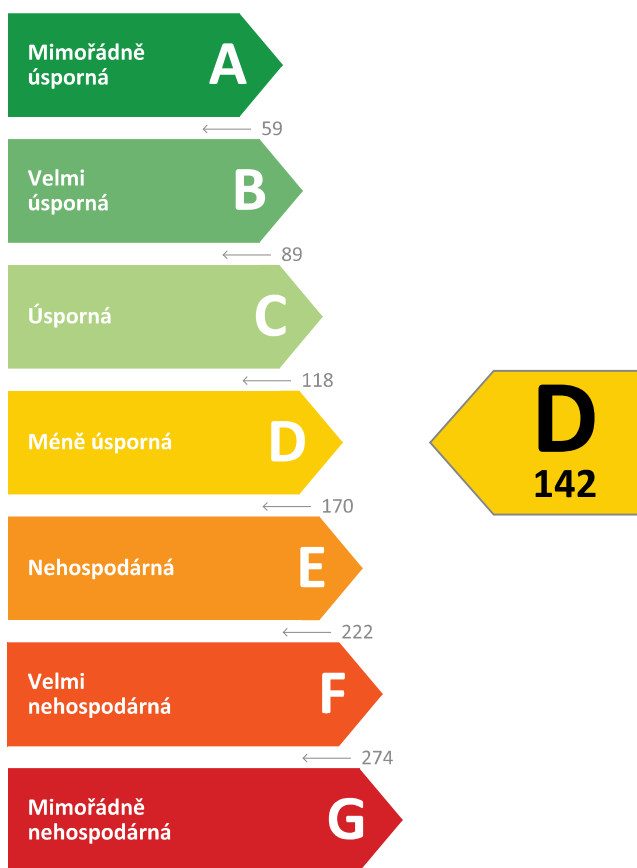 Mimořádně
úsporná
A
59
Velmi
úsporná
B
89
Úsporná
C
118
Méně úsporná
D
D
142
170
Nehospodárná
E
222
Velmi
nehospodárná
F
274
Mimořádně
nehospodárná
G